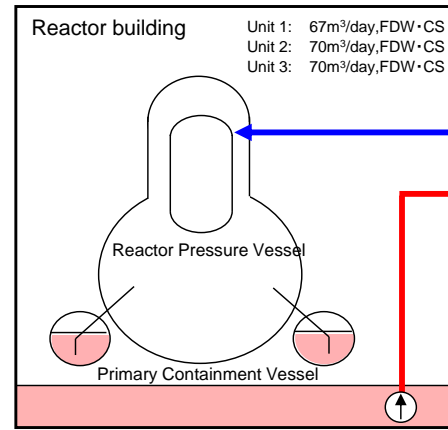 Reactor building
Unit 1: 67m³/day,FDW・CS
Unit 2: 70m³/day,FDW・CS
Unit 3: 70m³/day,FDW・CS
Reactor Pressure Vessel
Primary Containment Vessel